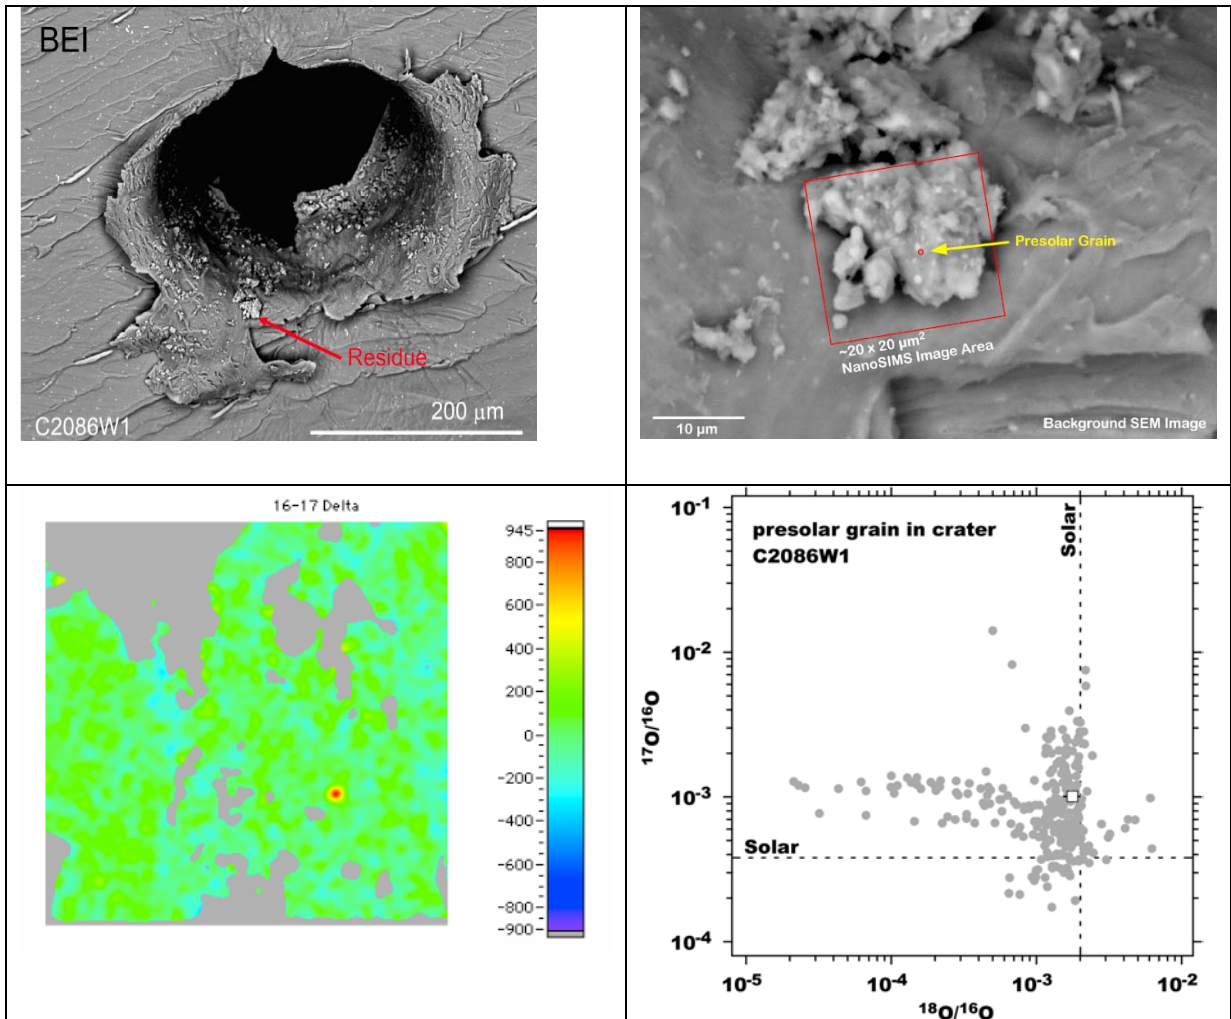 BEI
Residue
200 μm
C2086W1
Presolar Grain
~20 x 20 μm²
NanoSIMS Image Area
10 μm
Background SEM Image
16-17 Delta
945
800
600
400
200
0
-200
-400
-600
-800
-900
presolar grain in crater
C2086W1
Solar
Solar
10⁻¹
10⁻²
10⁻³
10⁻⁴
¹⁷O/¹⁶O
10⁻⁵
10⁻⁴
10⁻³
10⁻²
¹⁸O/¹⁶O